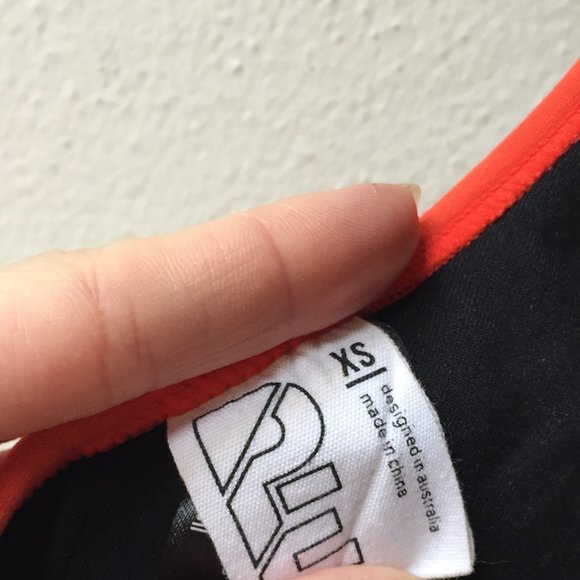 XS
designed in australia
made in china